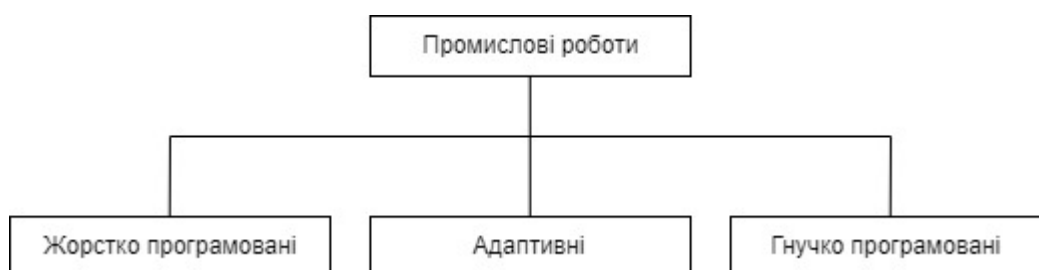 Промислові роботи
Жорстко програмовані
Адаптивні
Гнучко програмовані